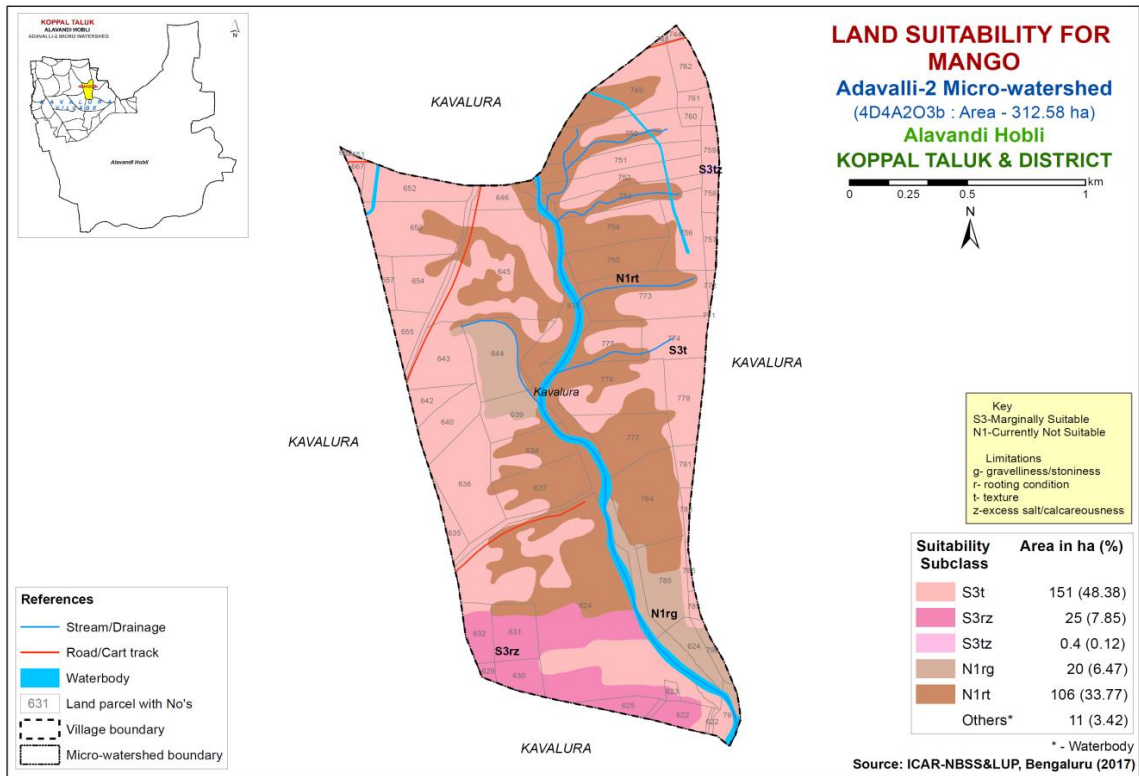 KOPPAL TALUK
ALAVANDI HOBLI
ADAVALLI-2 MICRO WATERSHED
N
KAVALURA
VILLAGE
Alavandi Hobli
LAND SUITABILITY FOR
MANGO
Adavalli-2 Micro-watershed
(4D4A2O3b : Area - 312.58 ha)
Alavandi Hobli
KOPPAL TALUK & DISTRICT
0 0.25 0.5 1
km
N
KAVALURA
KAVALURA
KAVALURA
KAVALURA
762
749
761
760
750
751
759
S3tz
752
758
753
667
652
646
754
756
757
653
755
645
N1rt
657
654
773
655
774
775
S3t
643
644
776
Kavalura
642
639
778
640
777
638
781
636
637
784
635
785
624
N1rg
632
631
S3rz
624
629
630
623
625
622
622
Key
S3-Marginally Suitable
N1-Currently Not Suitable
Limitations
g- gravelliness/stoniness
r- rooting condition
t- texture
z-excess salt/calcareousness
Suitability Subclass Area in ha (%)
S3t 151 (48.38)
S3rz 25 (7.85)
S3tz 0.4 (0.12)
N1rg 20 (6.47)
N1rt 106 (33.77)
Others* 11 (3.42)
* - Waterbody
Source: ICAR-NBSS&LUP, Bengaluru (2017)
References
Stream/Drainage
Road/Cart track
Waterbody
631 Land parcel with No's
Village boundary
Micro-watershed boundary